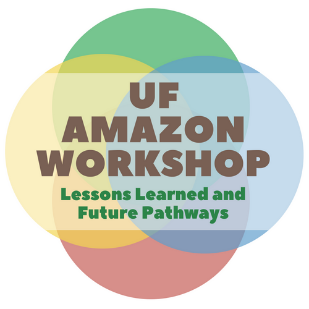 UF
AMAZON
WORKSHOP
Lessons Learned and
Future Pathways